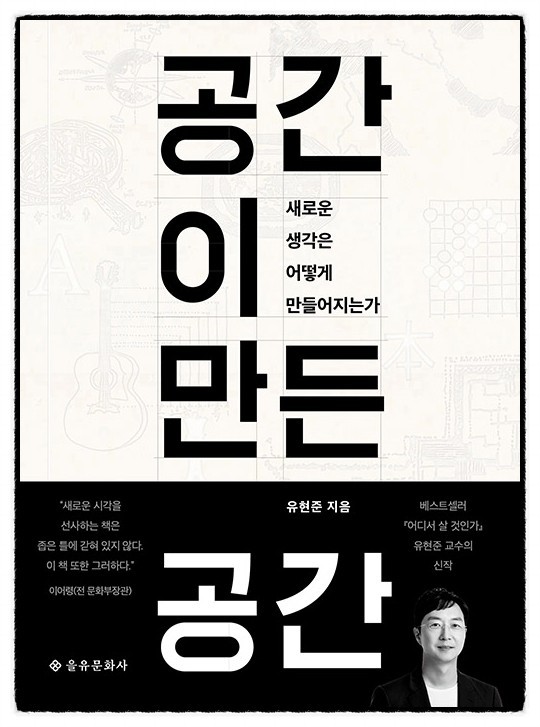 공간
이
새로운
생각은
어떻게
만들어지는가
만든
"새로운 시각을
선사하는 책은
좁은 틀에 갇혀 있지 않다.
이 책 또한 그러하다."
이어령(전 문화부장관)
유현준 지음
베스트셀러
『어디서 살 것인가』
유현준 교수의
신작
공간
을유문화사
A
本